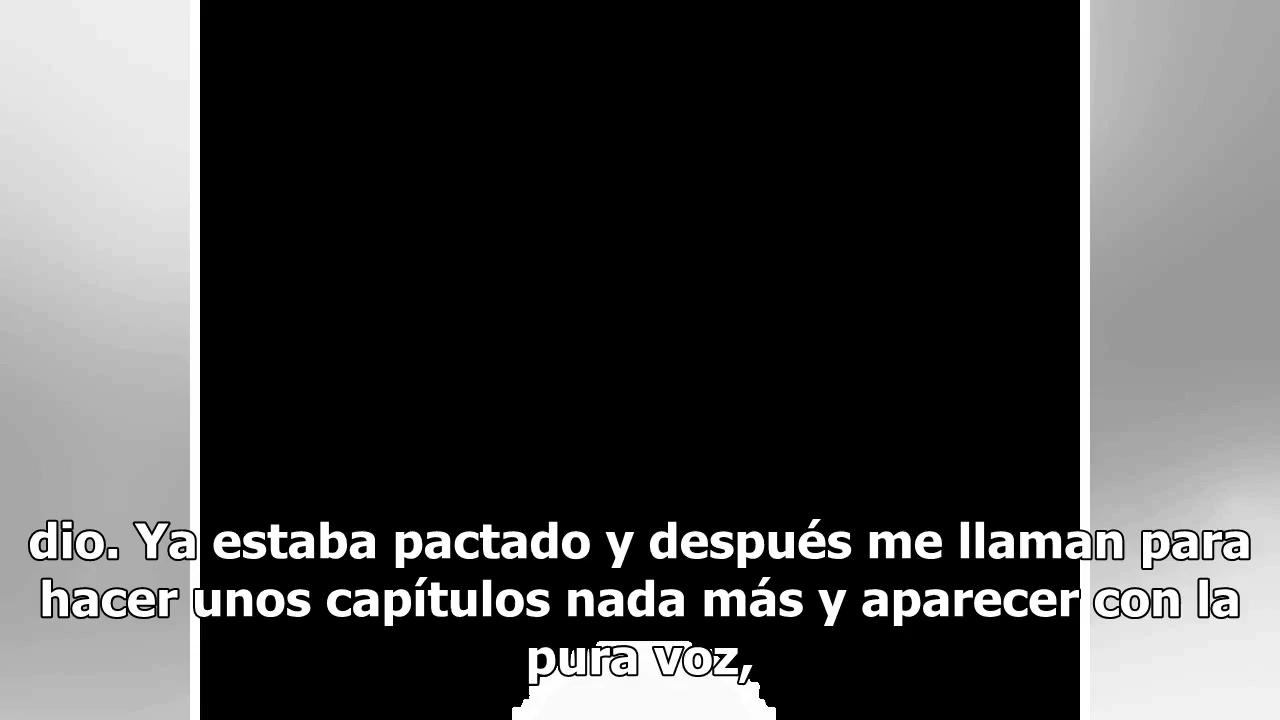 dio. Ya estaba pactado y después me llaman para
hacer unos capítulos nada más y aparecer con la
pura voz,